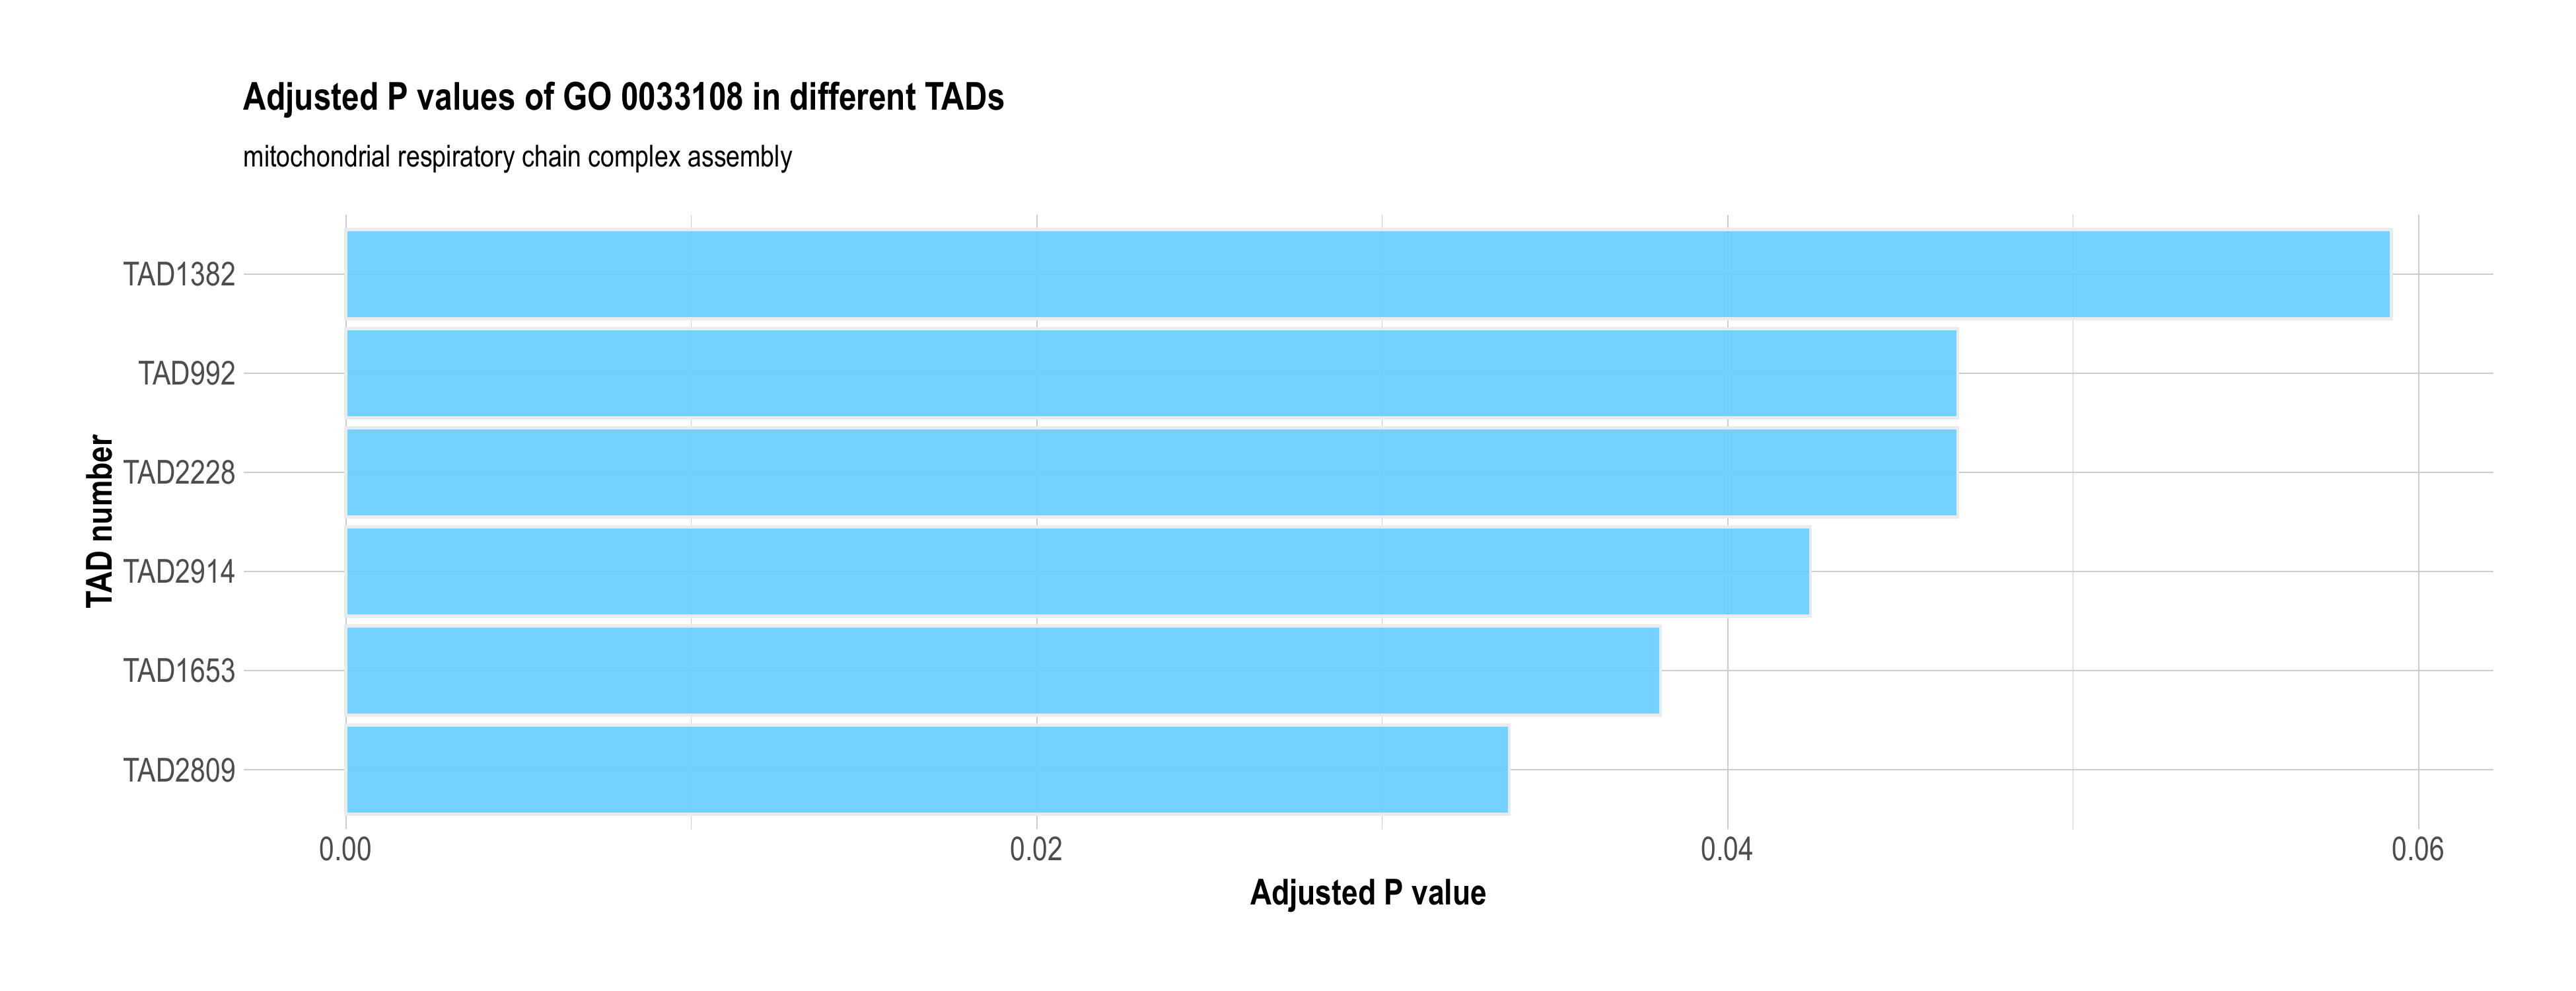 Adjusted P values of GO 0033108 in different TADs
mitochondrial respiratory chain complex assembly
TAD number
TAD1382
TAD992
TAD2228
TAD2914
TAD1653
TAD2809
0.00 0.02 0.04 0.06
Adjusted P value